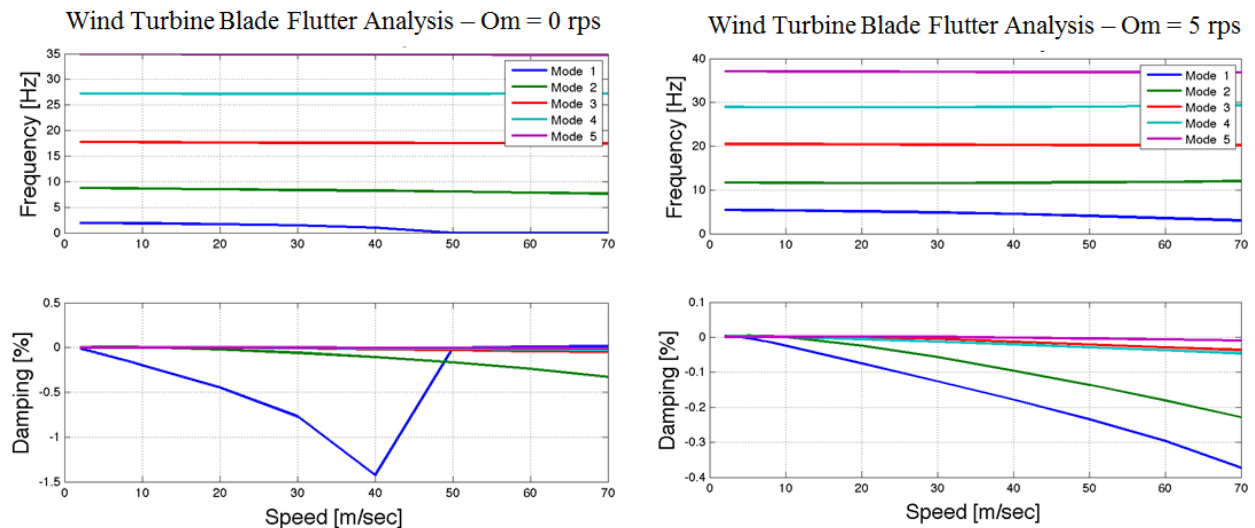 Wind Turbine Blade Flutter Analysis – Om = 0 rps
35
30
25
20
15
10
5
0
Frequency [Hz]
Mode 1
Mode 2
Mode 3
Mode 4
Mode 5
0 10 20 30 40 50 60 70
0.5
0
-0.5
-1
-1.5
Damping [%]
0 10 20 30 40 50 60 70
Speed [m/sec]
Wind Turbine Blade Flutter Analysis – Om = 5 rps
40
30
20
10
0
Frequency [Hz]
Mode 1
Mode 2
Mode 3
Mode 4
Mode 5
0 10 20 30 40 50 60 70
0.1
0
-0.1
-0.2
-0.3
-0.4
Damping [%]
0 10 20 30 40 50 60 70
Speed [m/sec]